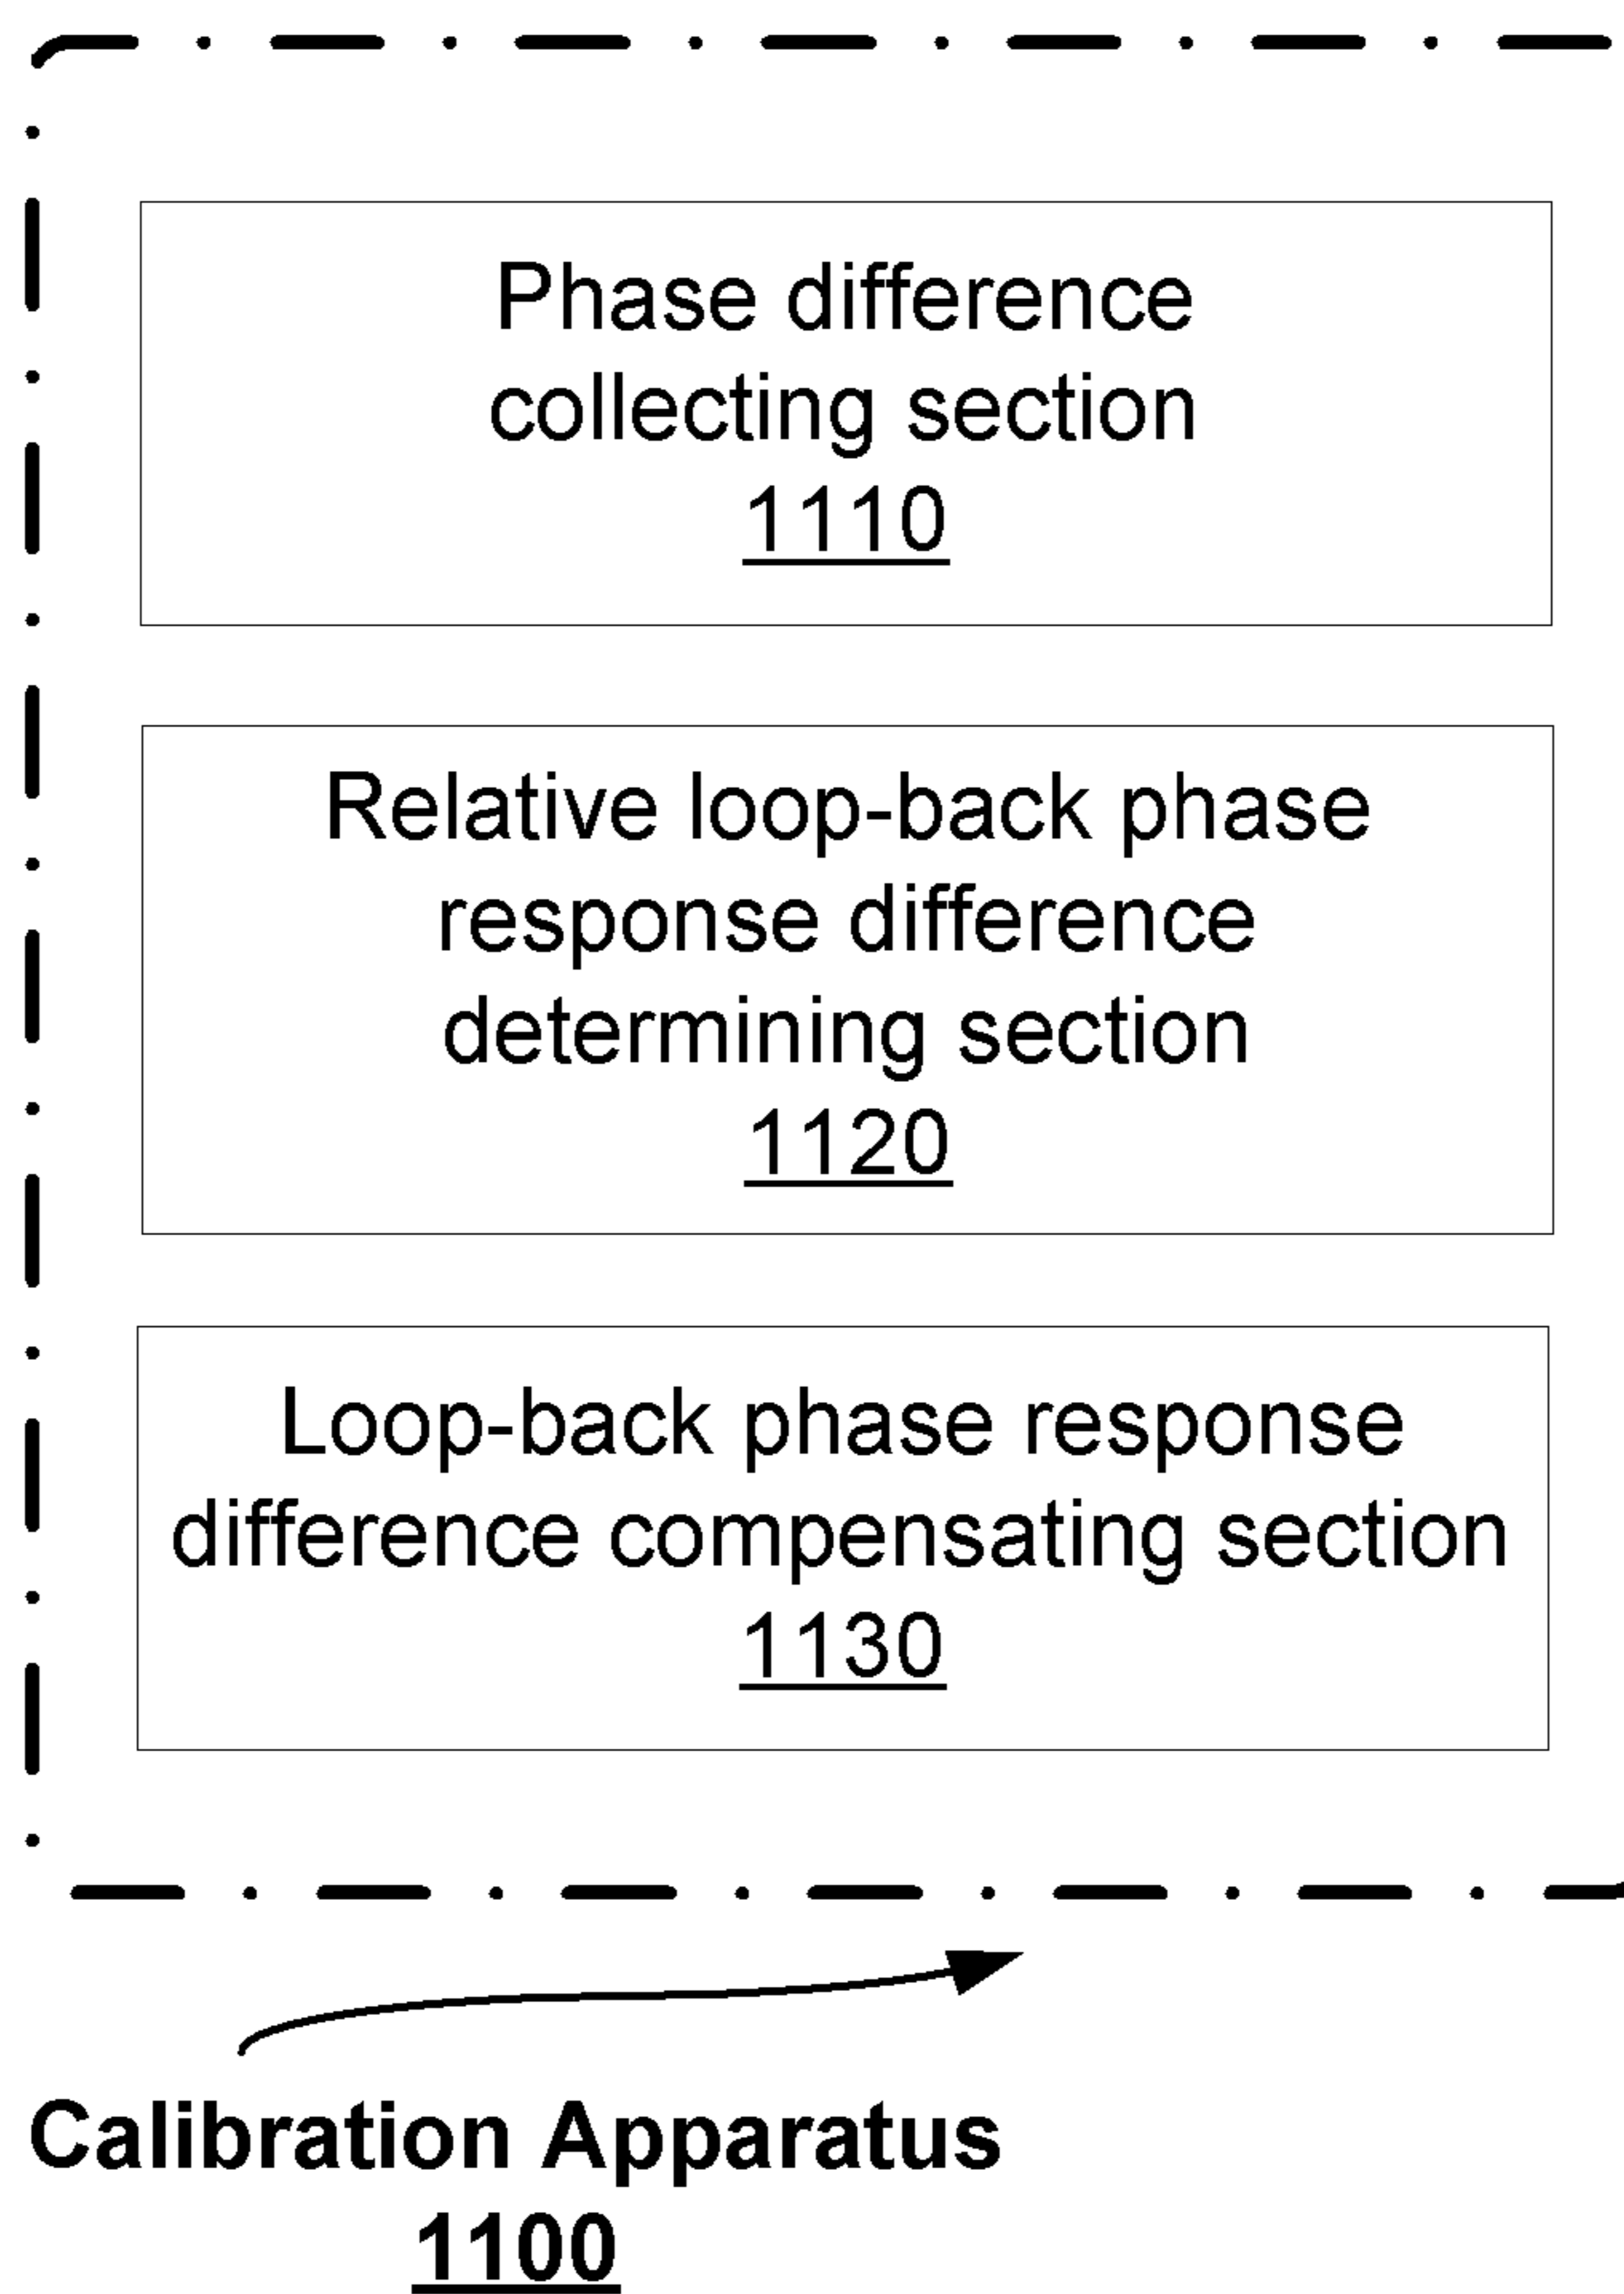 Phase difference
collecting section
1110
Relative loop-back phase
response difference
determining section
1120
Loop-back phase response
difference compensating section
1130
Calibration Apparatus
1100